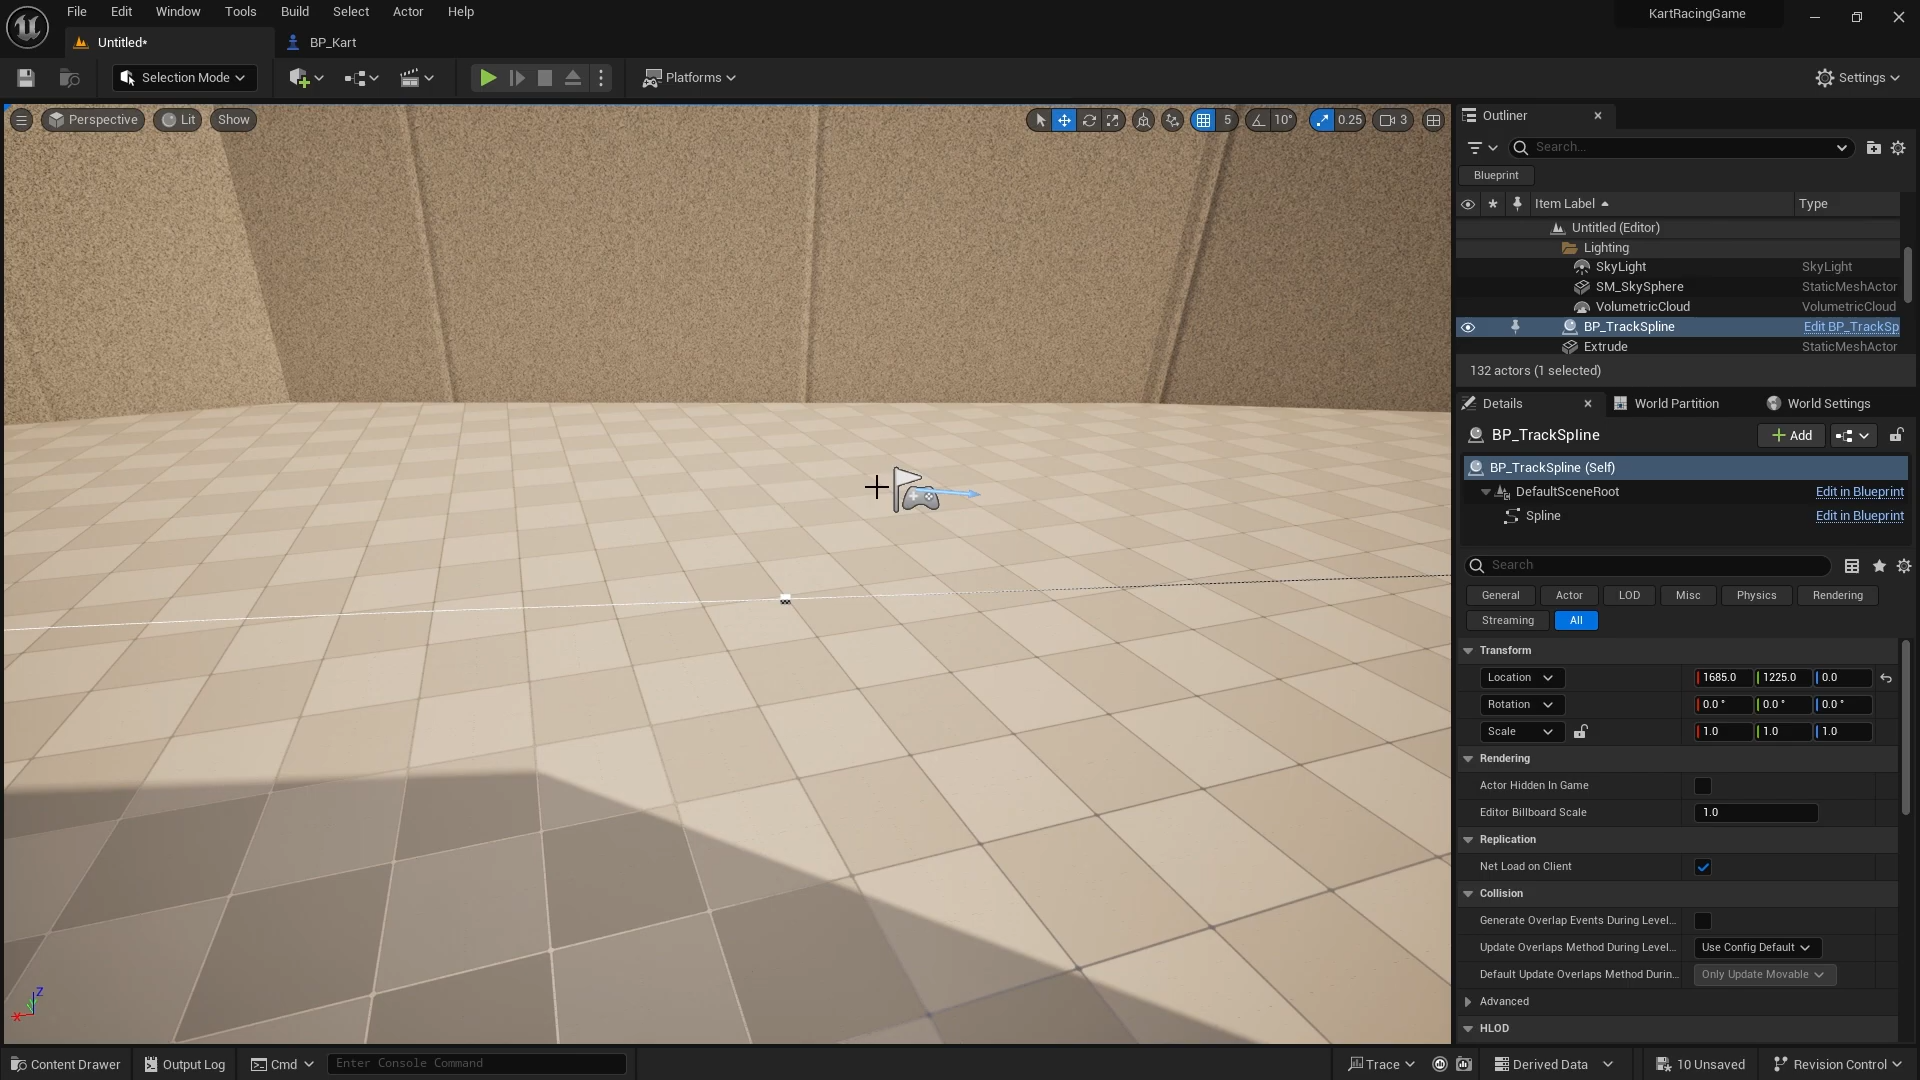 File Edit Window Tools Build Select Actor Help
KartRacingGame
Untitled*
BP_Kart
Selection Mode
Platforms
Settings
Perspective Lit Show
5 10° 0.25 3
Outliner
Search...
Blueprint
Item Label Type
Untitled (Editor)
Lighting
SkyLight SkyLight
SM_SkySphere StaticMeshActor
VolumetricCloud VolumetricCloud
BP_TrackSpline Edit BP_TrackSp
Extrude StaticMeshActor
132 actors (1 selected)
Details World Partition World Settings
BP_TrackSpline
Add
BP_TrackSpline (Self)
DefaultSceneRoot Edit in Blueprint
Spline Edit in Blueprint
Search
General Actor LOD Misc Physics Rendering
Streaming All
Transform
Location 1685.0 1225.0 0.0
Rotation 0.0 ° 0.0 ° 0.0 °
Scale 1.0 1.0 1.0
Rendering
Actor Hidden In Game
Editor Billboard Scale 1.0
Replication
Net Load on Client
Collision
Generate Overlap Events During Level...
Update Overlaps Method During Level... Use Config Default
Default Update Overlaps Method Durin... Only Update Movable
Advanced
HLOD
Z
X
Content Drawer Output Log Cmd Enter Console Command
Trace Derived Data 10 Unsaved Revision Control